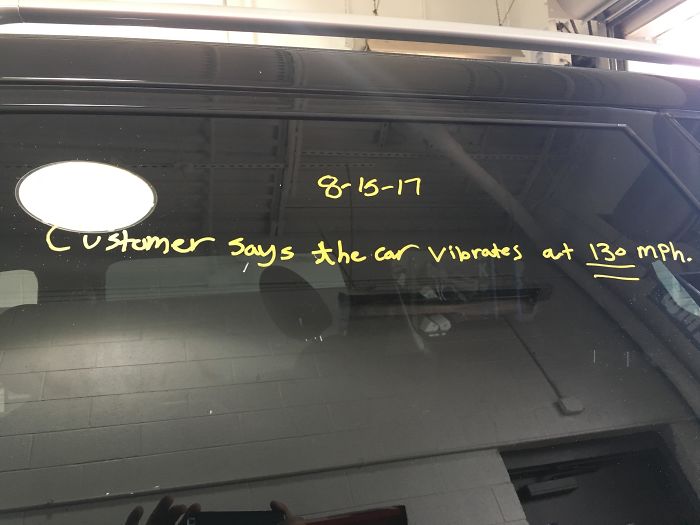 8-15-17
Customer says the car vibrates at 130 mph.